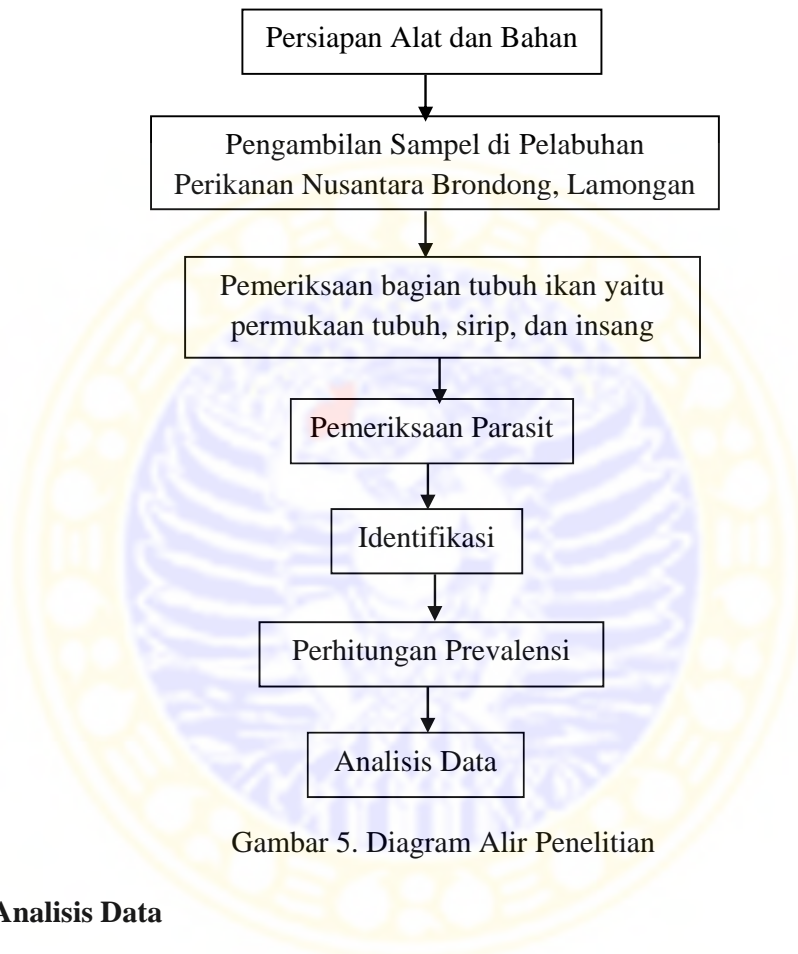 Persiapan Alat dan Bahan
Pengambilan Sampel di Pelabuhan
Perikanan Nusantara Brondong, Lamongan
Pemeriksaan bagian tubuh ikan yaitu
permukaan tubuh, sirip, dan insang
Pemeriksaan Parasit
Identifikasi
Perhitungan Prevalensi
Analisis Data
Gambar 5. Diagram Alir Penelitian
Analisis Data